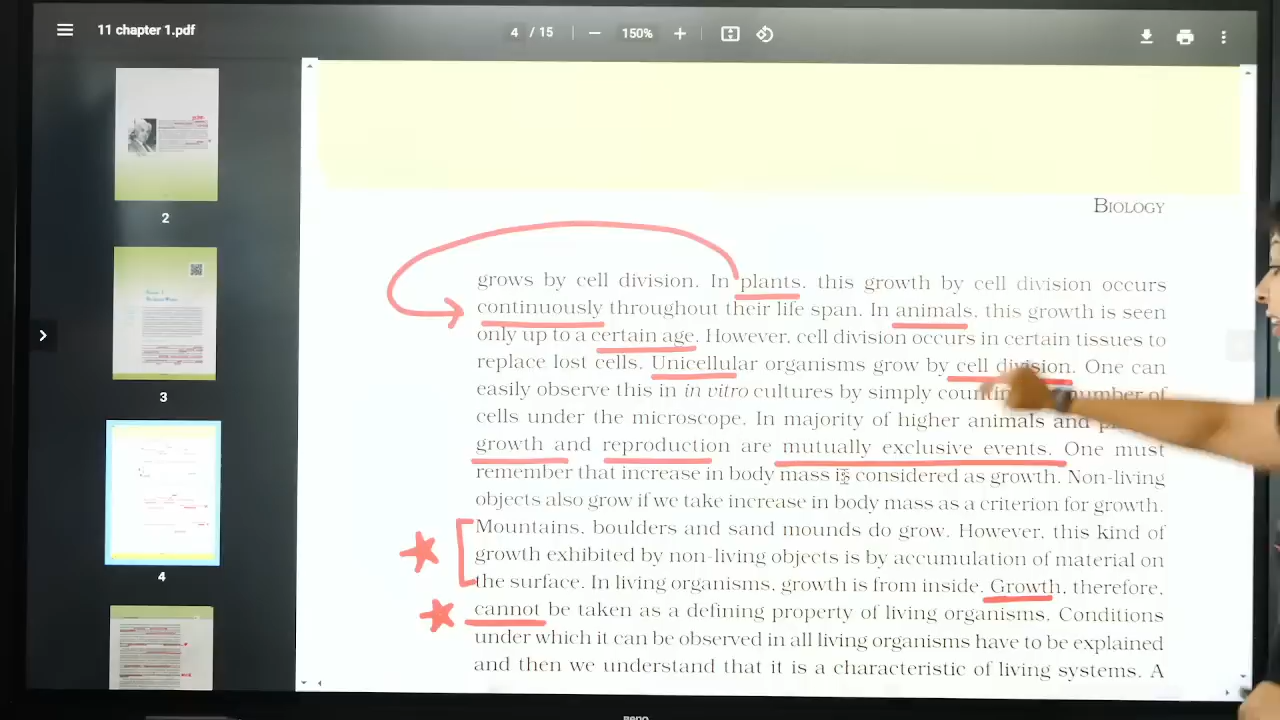 11 chapter 1.pdf
4 / 15
150%
2
3
4
BIOLOGY
grows by cell division. In plants, this growth by cell division occurs
continuously throughout their life span. In animals, this growth is seen
only up to a certain age. However, cell division occurs in certain tissues to
replace lost cells. Unicellular organisms grow by cell division. One can
easily observe this in in vitro cultures by simply number of
cells under the microscope. In majority of higher animals and
growth and reproduction are mutually exclusive events. One must
remember that increase in body mass is considered as growth. Non-living
objects also grow if we take increase in body mass as a criterion for growth.
Mountains, boulders and sand mounds do grow. However, this kind of
growth exhibited by non-living objects is by accumulation of material on
the surface. In living organisms, growth is from inside. Growth, therefore,
cannot be taken as a defining property of living organisms. Conditions
under which it can be observed in all living organisms have to be explained
and then we understand that it is a characteristic of living systems. A
BenQ